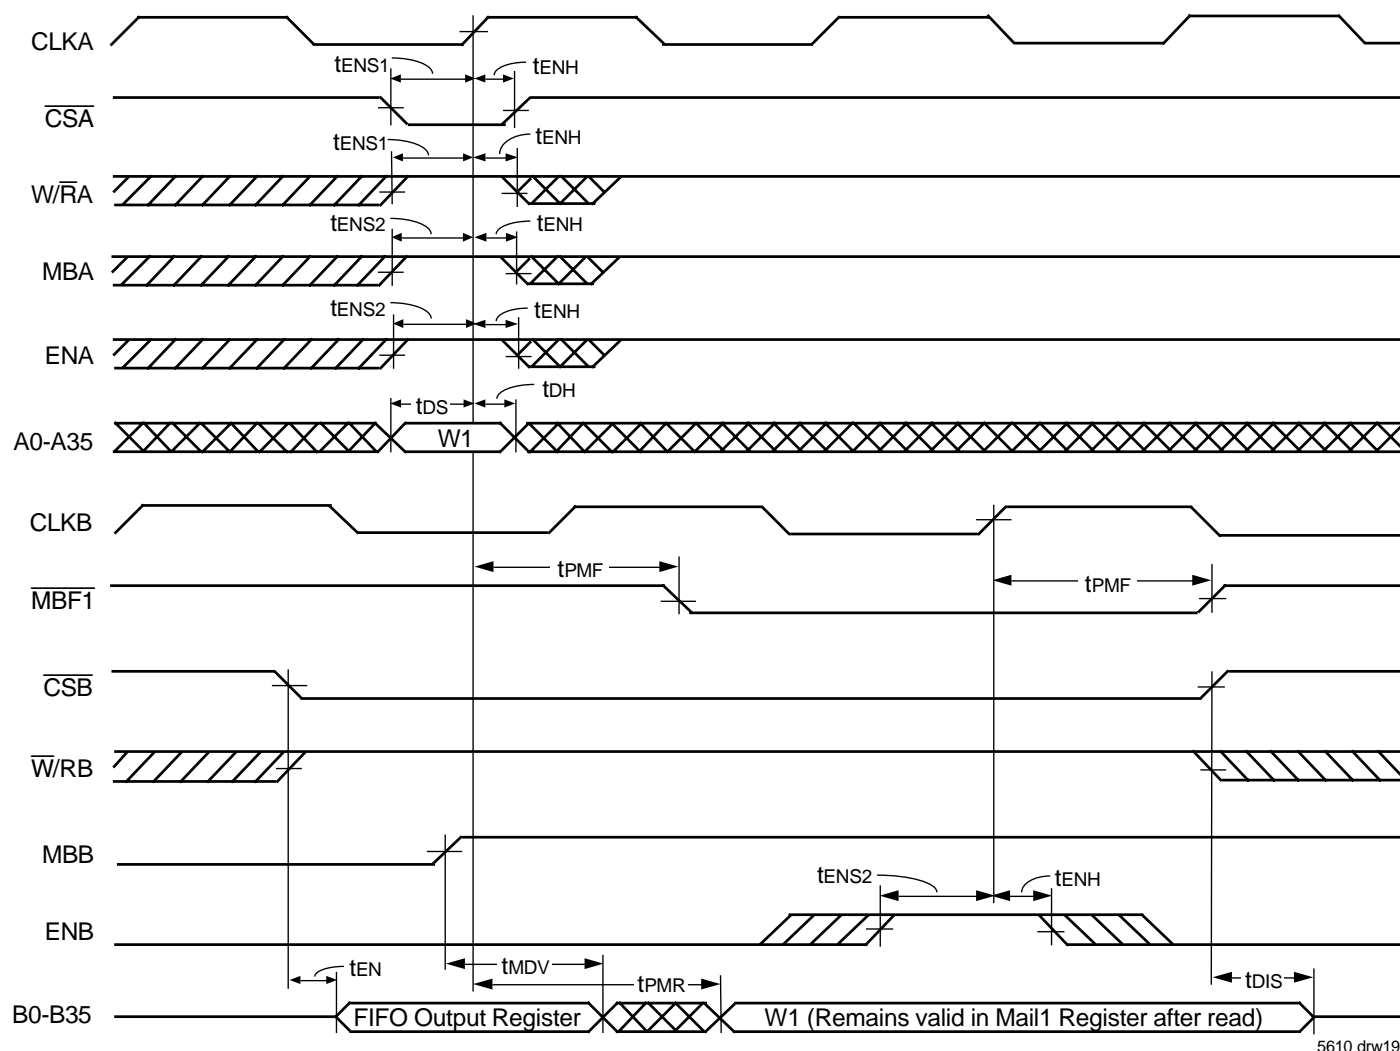 CLKA
tENS1
tENH
CSA
tENS1
tENH
W/RA
tENS2
tENH
MBA
tENS2
tENH
ENA
tDS
tDH
A0-A35
W1
CLKB
tPMF
tPMF
MBF1
CSB
W/RB
MBB
tENS2
tENH
ENB
tEN
tMDV
tPMR
tDIS
B0-B35
FIFO Output Register
W1 (Remains valid in Mail1 Register after read)
5610 drw19